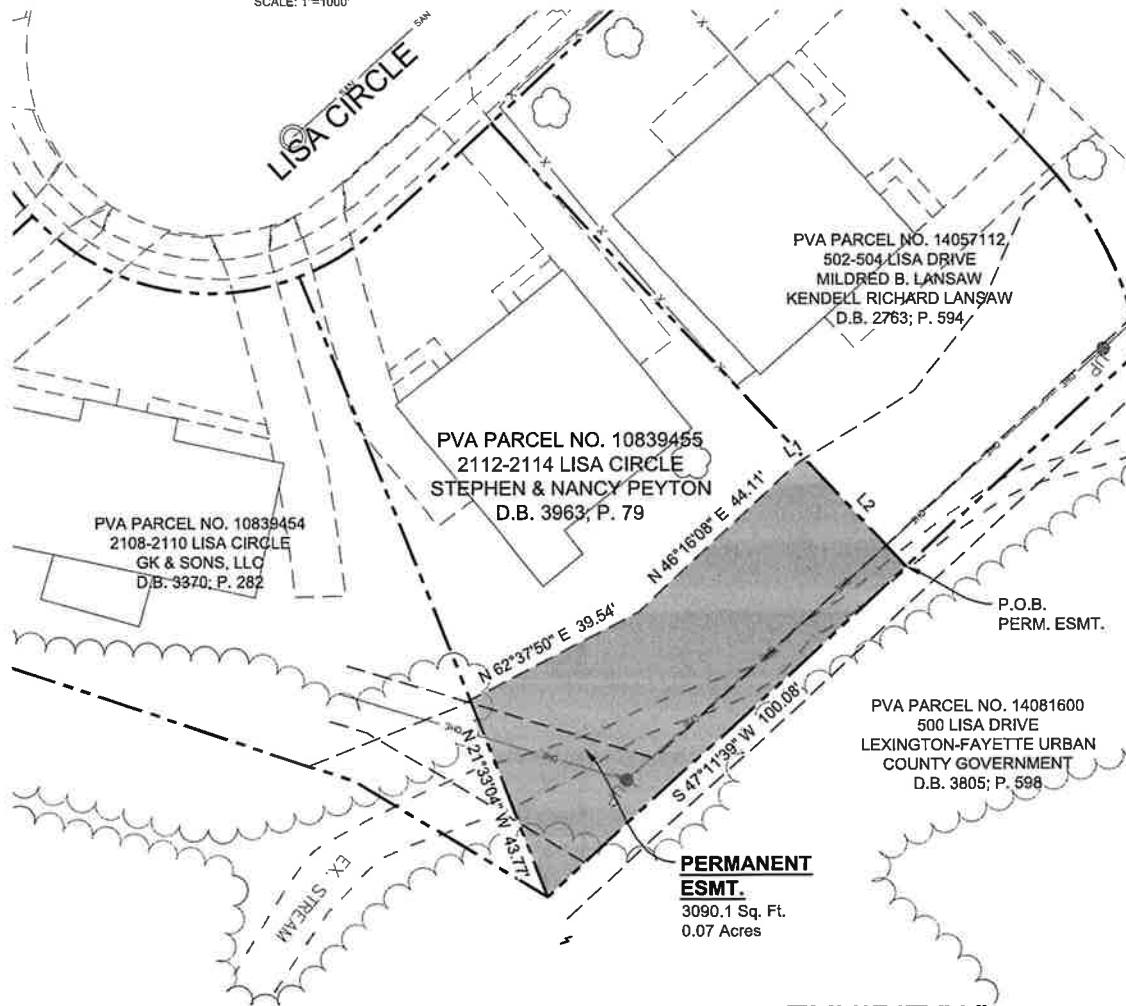 SCALE: 1"=1000'
SAN
SAN
LISA CIRCLE
PVA PARCEL NO. 14057112
502-504 LISA DRIVE
MILDRED B. LANSAW
KENDELL RICHARD LANSAW
D.B. 2763; P. 594
UP
PVA PARCEL NO. 10839455
2112-2114 LISA CIRCLE
STEPHEN & NANCY PEYTON
D.B. 3963, P. 79
L1
L2
PVA PARCEL NO. 10839454
2108-2110 LISA CIRCLE
GK & SONS, LLC
D.B. 3370; P. 282
N 46°16'08" E 44.11'
N 62°37'50" E 39.54'
P.O.B.
PERM. ESMT.
N 21°33'04" W 43.77'
S 47°11'39" W 100.08'
OHE
OHE
PVA PARCEL NO. 14081600
500 LISA DRIVE
LEXINGTON-FAYETTE URBAN
COUNTY GOVERNMENT
D.B. 3805; P. 598
EX. STREAM
PERMANENT
ESMT.
3090.1 Sq. Ft.
0.07 Acres